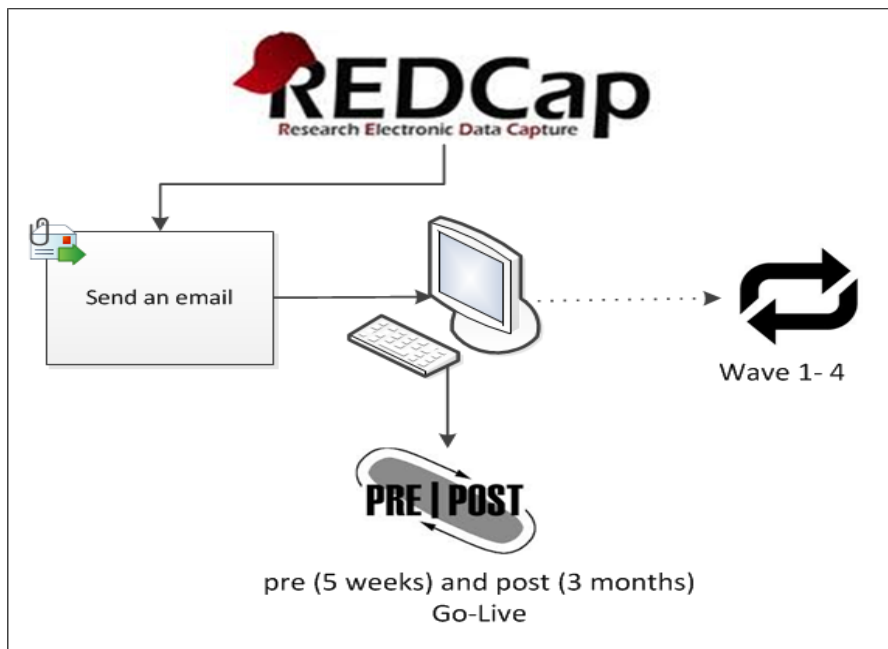 REDCap
Research Electronic Data Capture
Send an email
Wave 1- 4
PRE | POST
pre (5 weeks) and post (3 months)
Go-Live